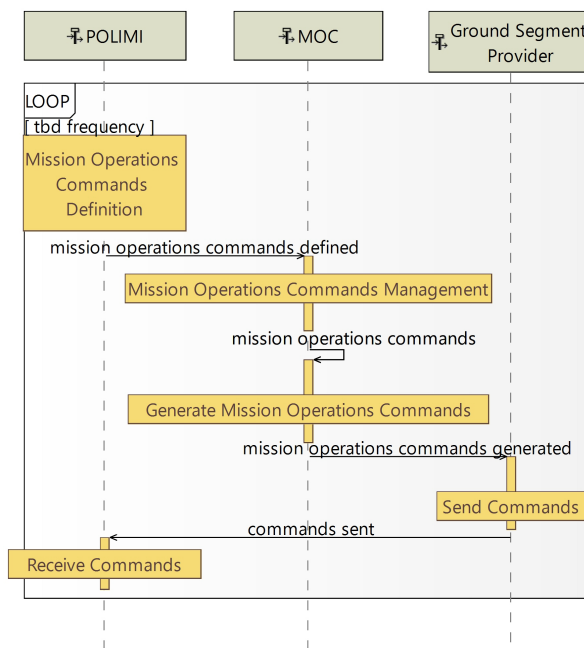 POLIMI
MOC
Ground Segment
Provider
LOOP
[ tbd frequency ]
Mission Operations
Commands
Definition
mission operations commands defined
Mission Operations Commands Management
mission operations commands
Generate Mission Operations Commands
mission operations commands generated
Send Commands
commands sent
Receive Commands